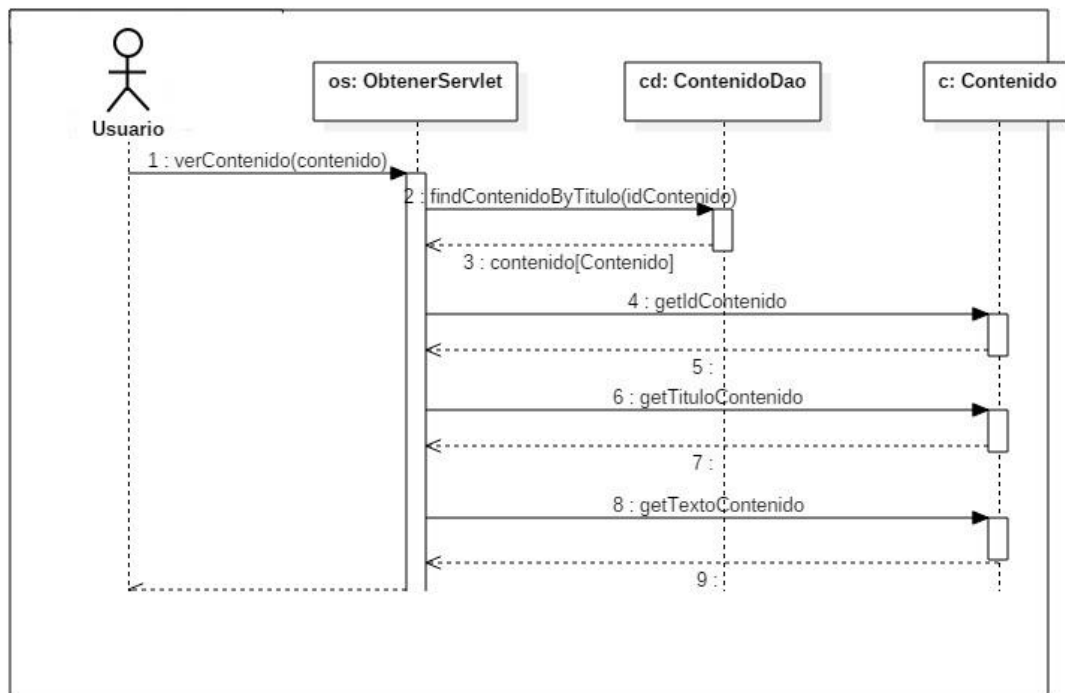 os: ObtenerServlet
cd: ContenidoDao
c: Contenido
Usuario
1 : verContenido(contenido)
2 : findContenidoByTitulo(idContenido)
3 : contenido[Contenido]
4 : getIdContenido
5 :
6 : getTituloContenido
7 :
8 : getTextoContenido
9 :